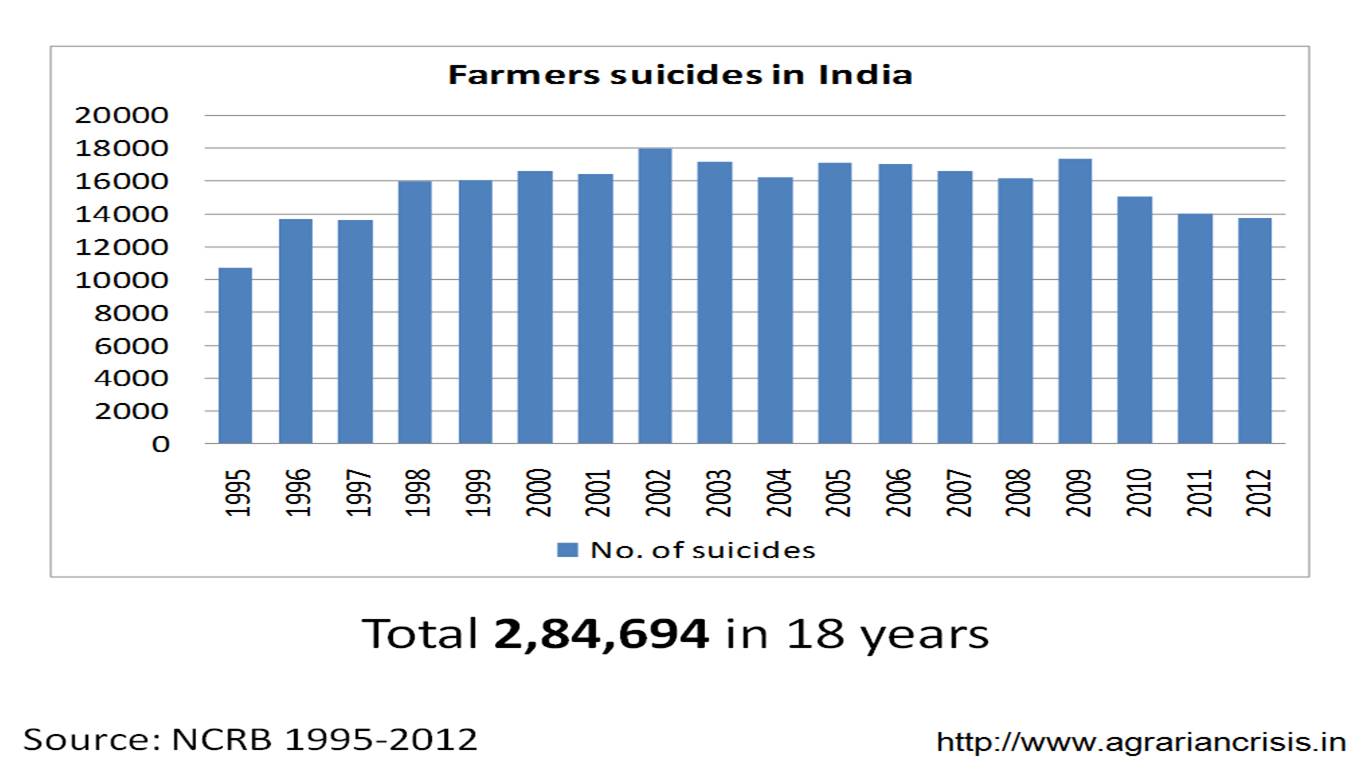 Farmers suicides in India
20000
18000
16000
14000
12000
10000
8000
6000
4000
2000
0
1995 1996 1997 1998 1999 2000 2001 2002 2003 2004 2005 2006 2007 2008 2009 2010 2011 2012
No. of suicides
Total 2,84,694 in 18 years
Source: NCRB 1995-2012
http://www.agrariancrisis.in